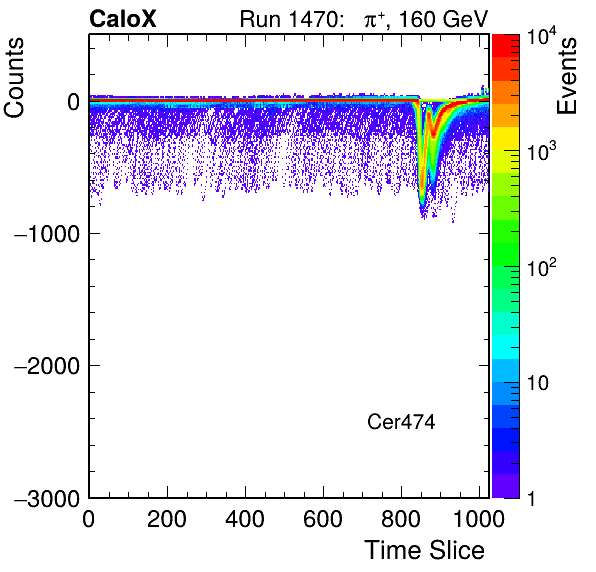 CaloX Run 1470: π⁺, 160 GeV
Counts
Events
0
−1000
−2000
−3000
10⁴
10³
10²
10
1
Cer474
0 200 400 600 800 1000
Time Slice